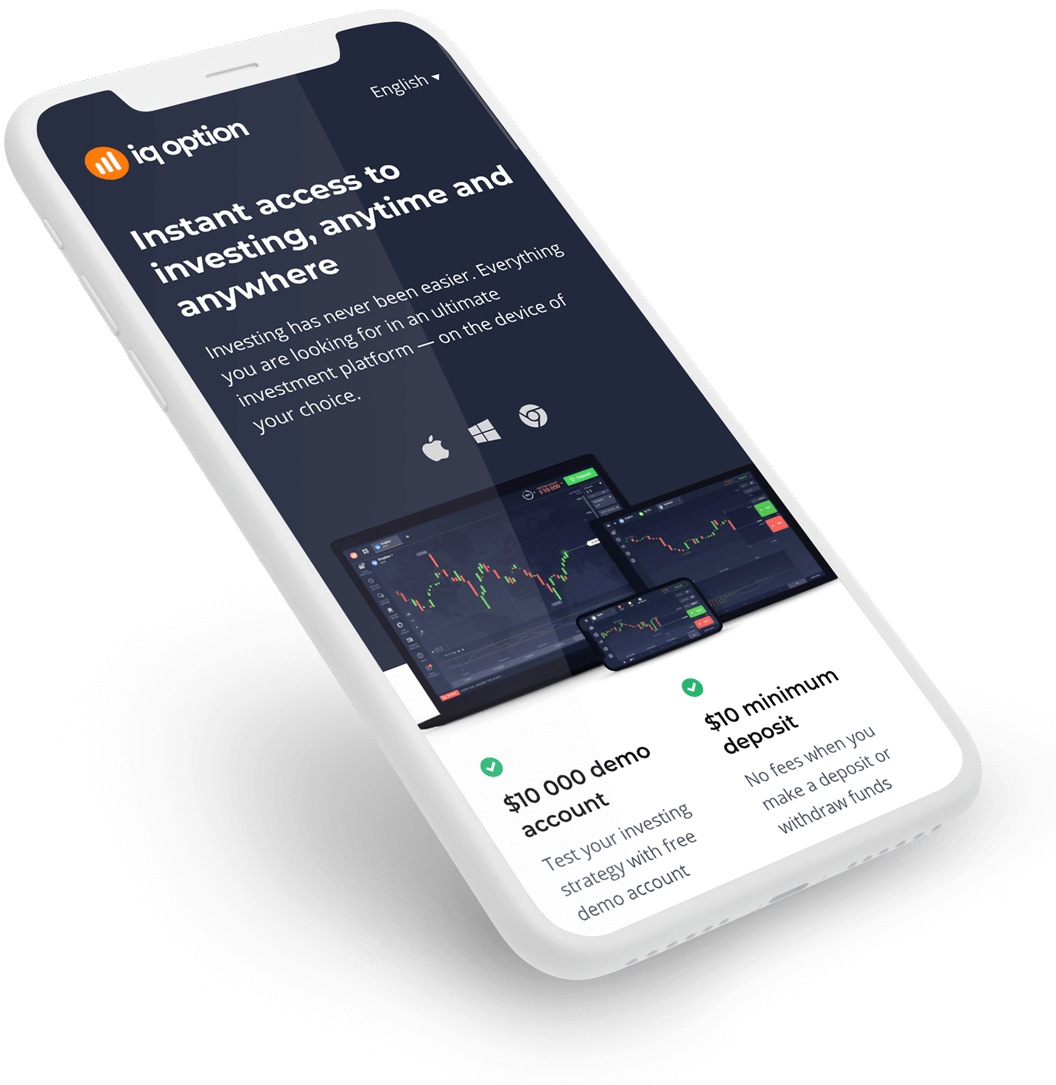 English ▾
iq option
Instant access to
investing, anytime and
anywhere
Investing has never been easier. Everything
you are looking for in an ultimate
investment platform — on the device of
your choice.
$10 000 demo
account
Test your investing
strategy with free
demo account
$10 minimum
deposit
No fees when you
make a deposit or
withdraw funds